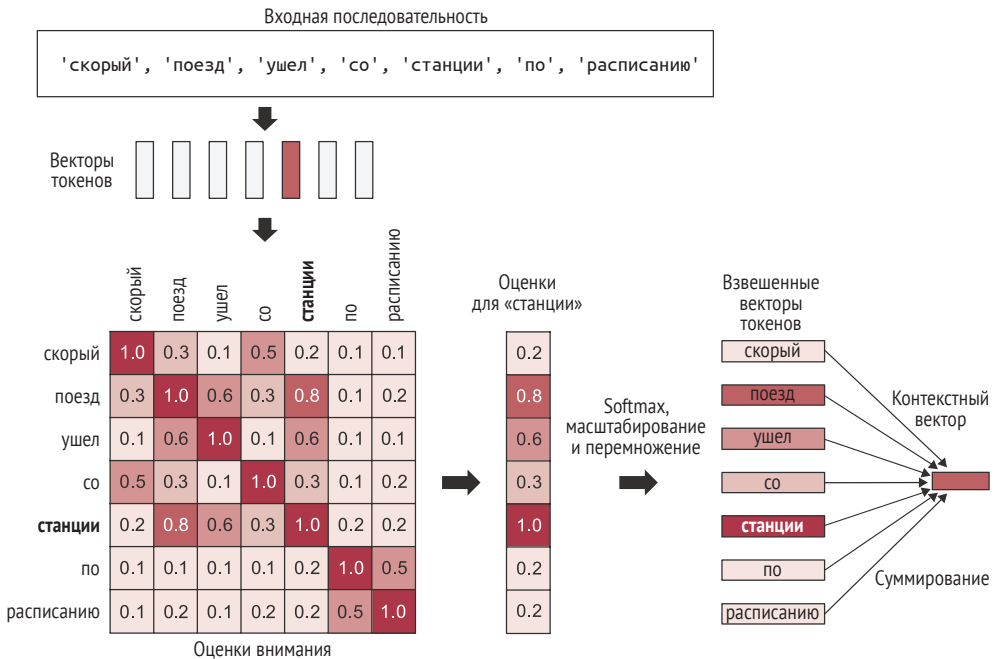 Входная последовательность
'скорый', 'поезд', 'ушел', 'со', 'станции', 'по', 'расписанию'
Векторы
токенов
скорый поезд ушел со станции по расписанию
скорый 1.0 0.3 0.1 0.5 0.2 0.1 0.1
поезд 0.3 1.0 0.6 0.3 0.8 0.1 0.2
ушел 0.1 0.6 1.0 0.1 0.6 0.1 0.1
со 0.5 0.3 0.1 1.0 0.3 0.1 0.2
станции 0.2 0.8 0.6 0.3 1.0 0.2 0.2
по 0.1 0.1 0.1 0.1 0.2 1.0 0.5
расписанию 0.1 0.2 0.1 0.2 0.2 0.5 1.0
Оценки внимания
Оценки
для «станции»
0.2
0.8
0.6
0.3
1.0
0.2
0.2
Softmax,
масштабирование
и перемножение
Взвешенные
векторы
токенов
скорый
поезд
ушел
со
станции
по
расписанию
Контекстный
вектор
Суммирование